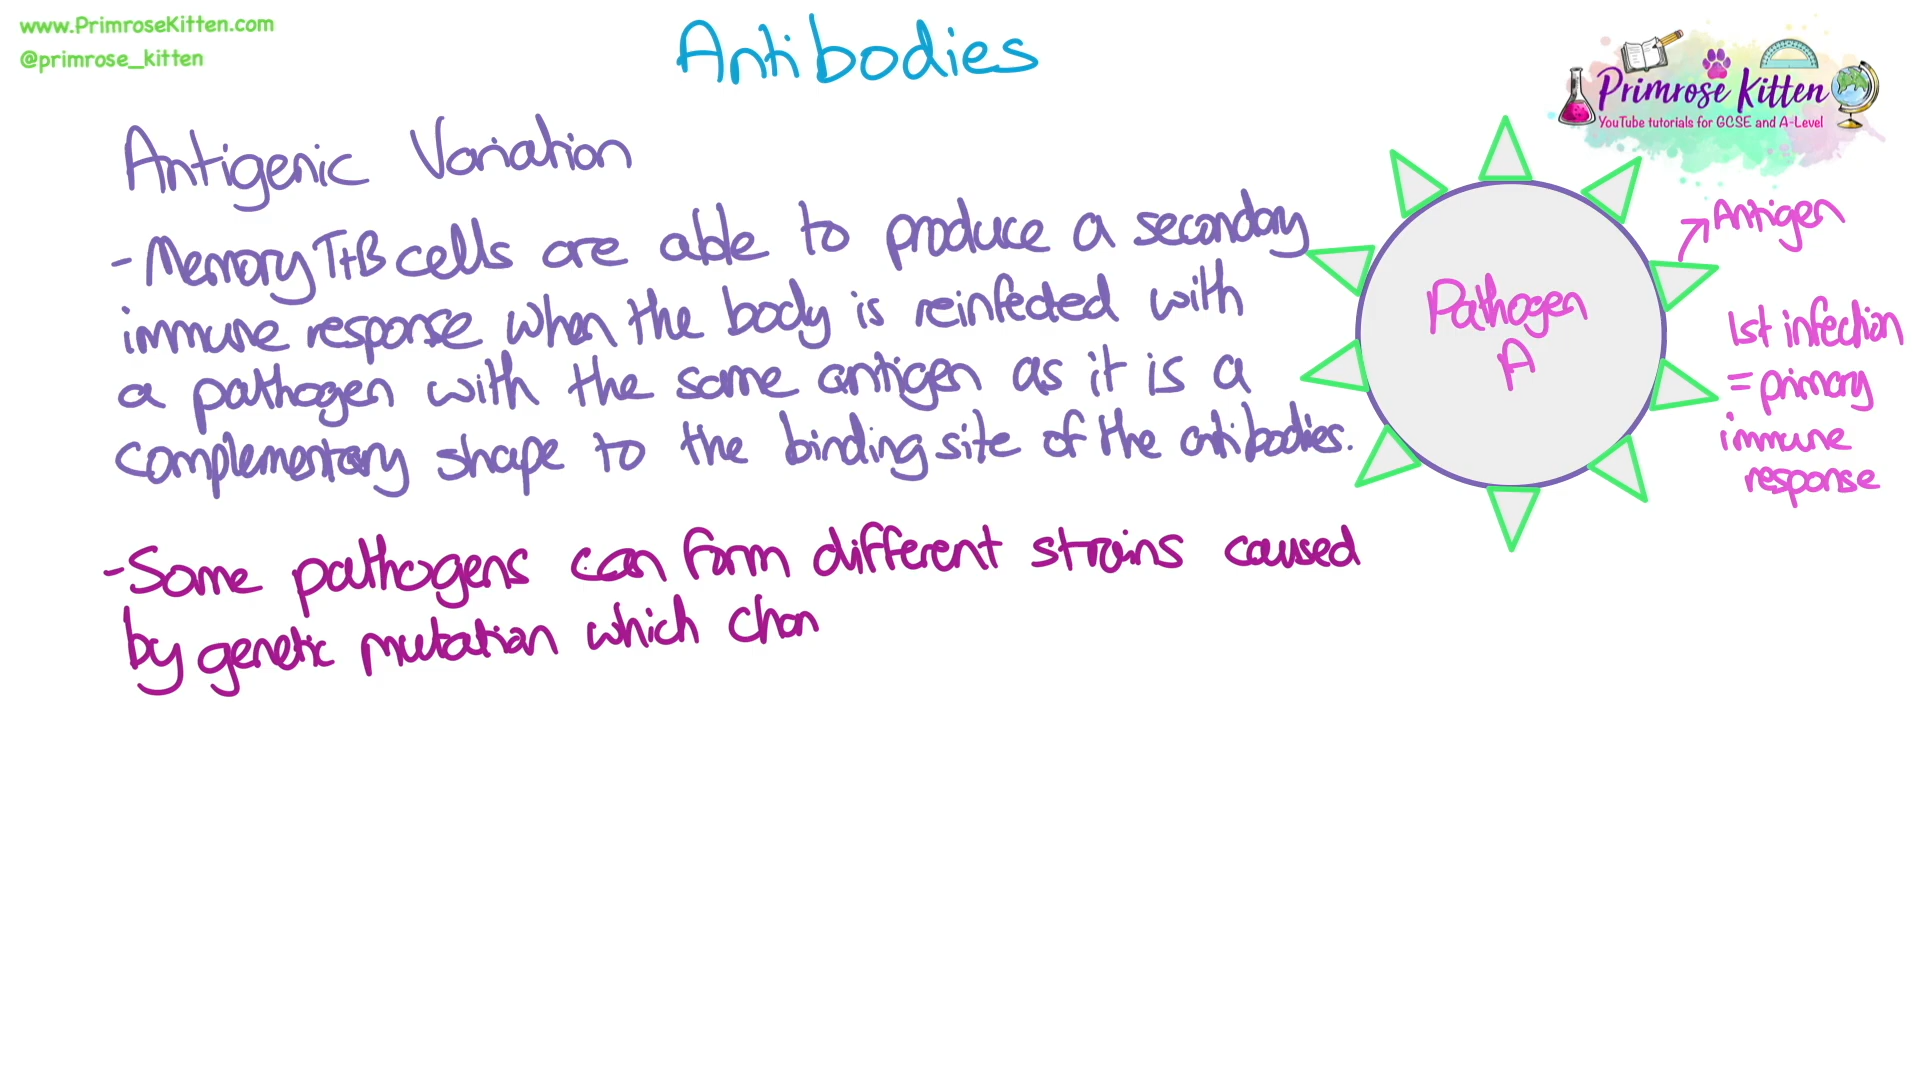 www.PrimroseKitten.com
@primrose_kitten
Antibodies
Primrose Kitten
YouTube tutorials for GCSE and A-Level
Antigenic Variation
- Memory T+B cells are able to produce a secondary
immune response when the body is reinfected with
a pathogen with the same antigen as it is a
complementary shape to the binding site of the antibodies.
- Some pathogens can form different strains caused
by genetic mutation which chan
Antigen
Pathogen
A
1st infection
= primary
immune
response